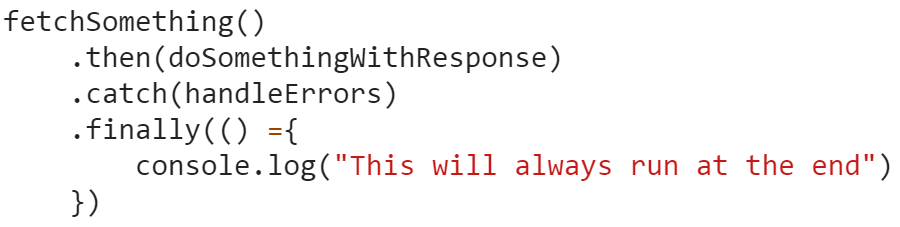 fetchSomething()
    .then(doSomethingWithResponse)
    .catch(handleErrors)
    .finally(() ={
        console.log("This will always run at the end")
    })